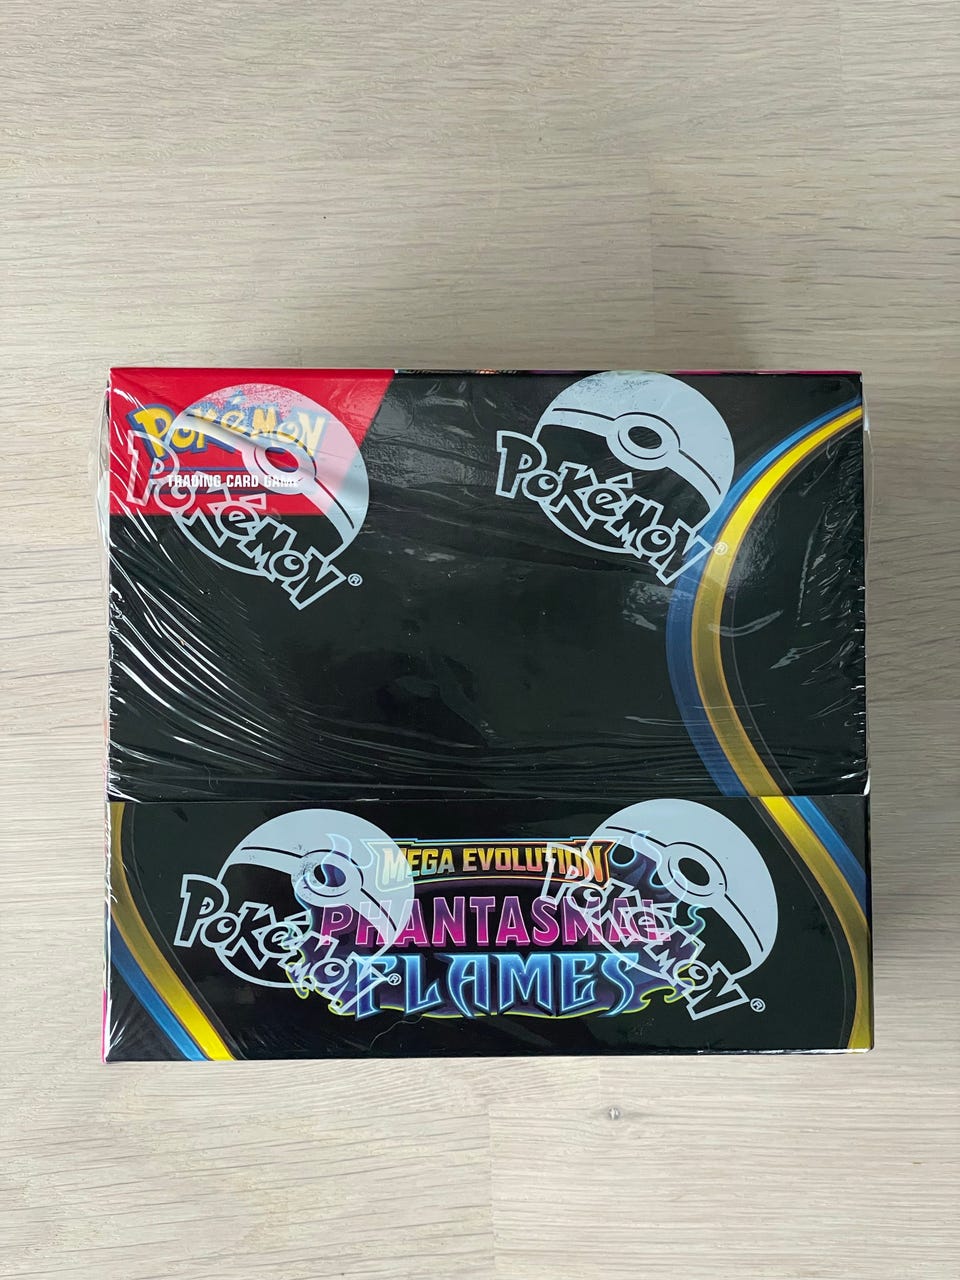 POKéMON
TRADING CARD GAME
POKéMON®
POKéMON®
MEGA EVOLUTION
PHANTASMAL
FLAMES
POKéMON®
POKéMON®